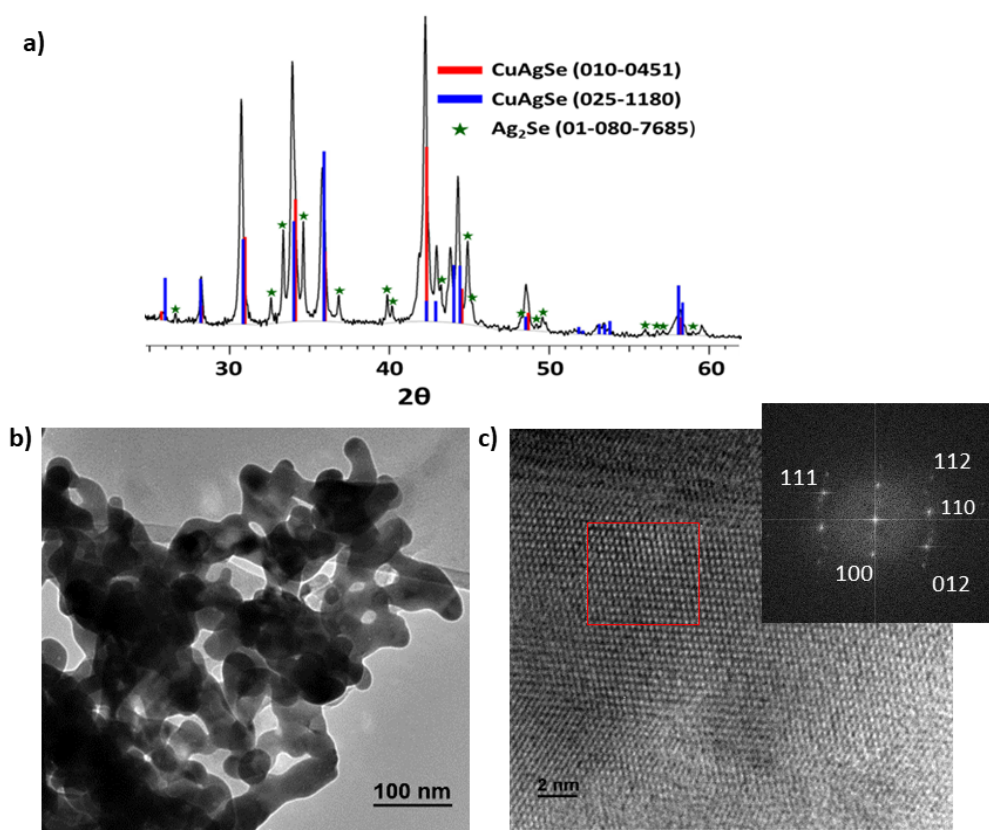 a)
CuAgSe (010-0451)
CuAgSe (025-1180)
Ag₂Se (01-080-7685)
30 40 50 60
2θ
b)
100 nm
c)
2 nm
111
112
110
100
012